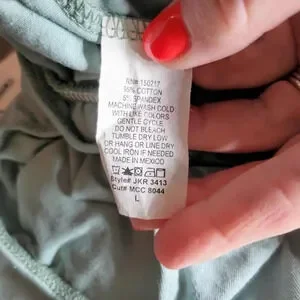 RN# 150217
95% COTTON
5% SPANDEX
MACHINE WASH COLD
WITH LIKE COLORS
GENTLE CYCLE
DO NOT BLEACH
TUMBLE DRY LOW
OR HANG OR LINE DRY
COOL IRON IF NEEDED
MADE IN MEXICO
Style# JKR 3413
Cut# MCC 8044
L